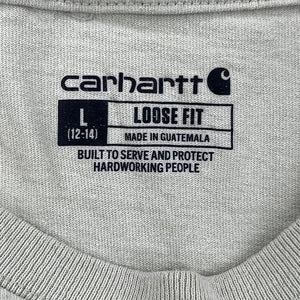 carhartt
L LOOSE FIT
(12-14) MADE IN GUATEMALA
BUILT TO SERVE AND PROTECT
HARDWORKING PEOPLE